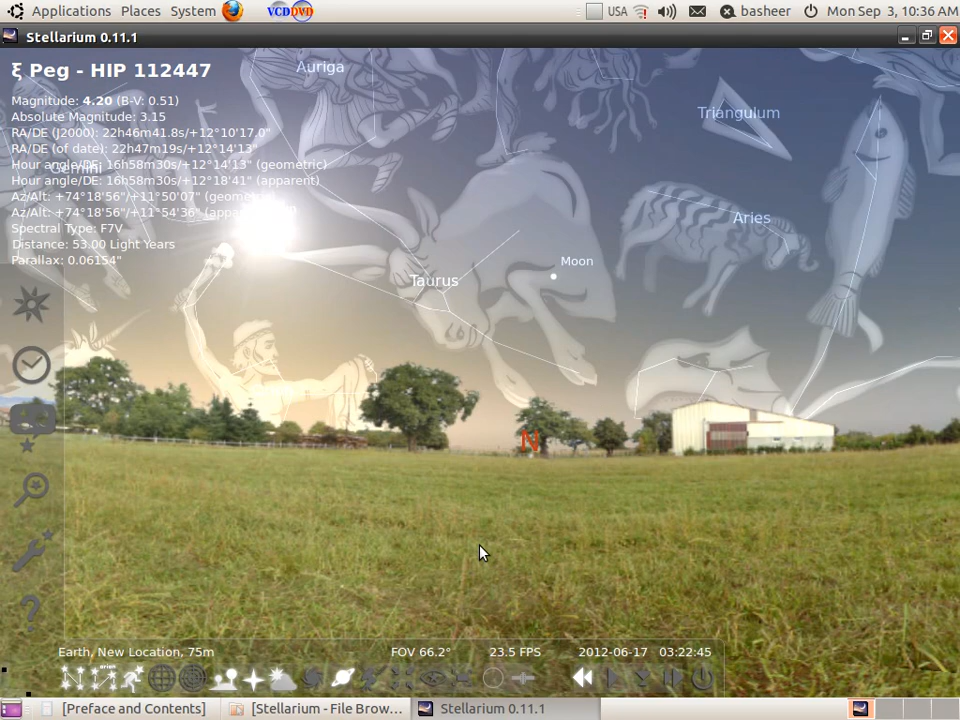 Applications Places System VCDDVD USA basheer Mon Sep 3, 10:36 AM
Stellarium 0.11.1
ξ Peg - HIP 112447
Auriga
Magnitude: 4.20 (B-V: 0.51)
Absolute Magnitude: 3.15
Triangulum
RA/DE (J2000): 22h46m41.8s/+12°10'17.0"
RA/DE (of date): 22h47m19s/+12°14'13"
Hour angle/DE: 16h58m30s/+12°14'13" (geometric)
Gemini
Hour angle/DE: 16h58m30s/+12°18'41" (apparent)
Az/Alt: +74°18'56"/+11°50'07"
Az/Alt: +74°18'56"/+11°54'36"
Aries
Spectral Type: F7V
Distance: 53.00 Light Years
Parallax: 0.06154"
Moon
Taurus
N
Earth, New Location, 75m FOV 66.2° 23.5 FPS 2012-06-17 03:22:45
[Preface and Contents] [Stellarium - File Brow... Stellarium 0.11.1